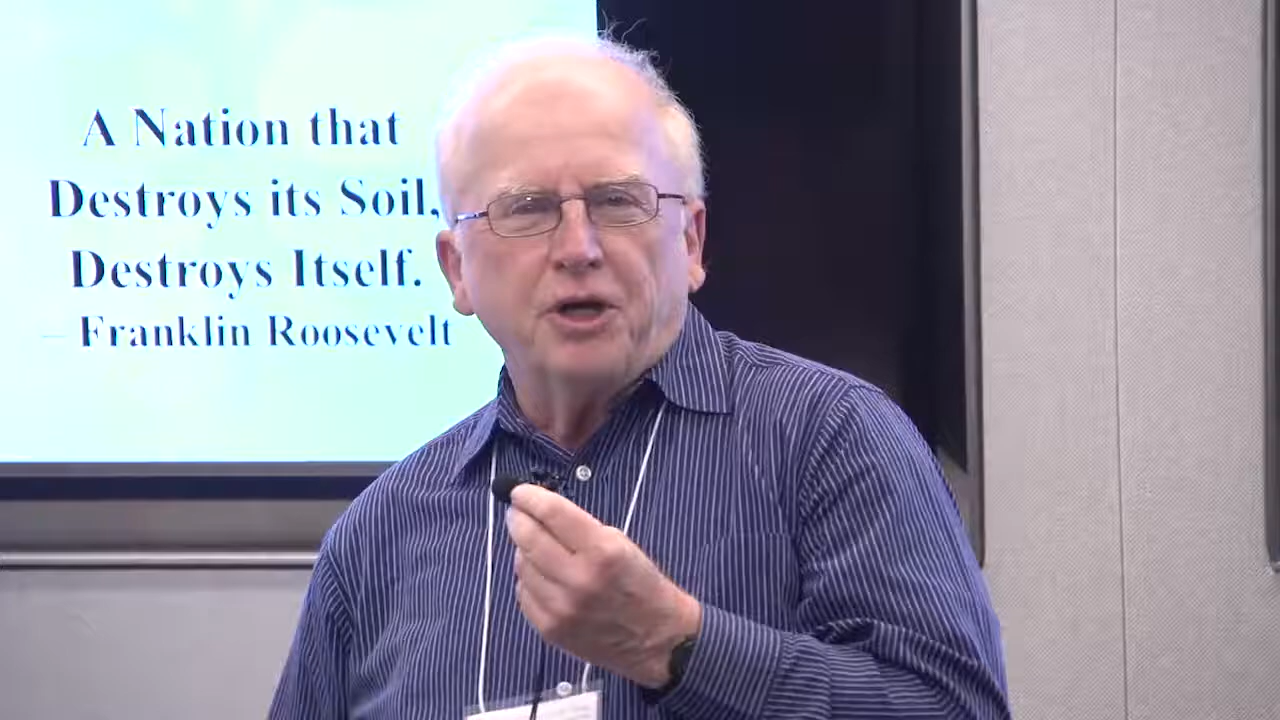 A Nation that
Destroys its Soil,
Destroys Itself.
– Franklin Roosevelt